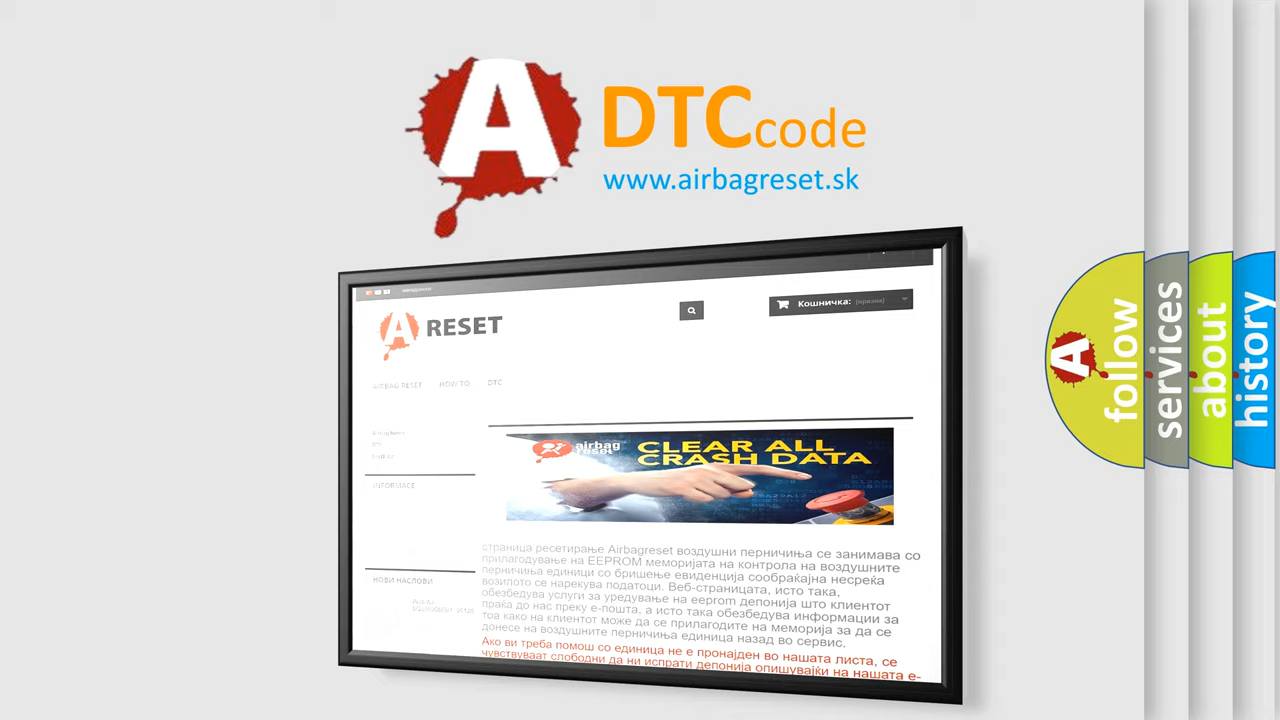 A DTC code
www.airbagreset.sk
Кошничка: (празна)
A RESET
AIRBAG RESET HOW TO DTC
airbag
reset
CLEAR ALL
CRASH DATA
INFORMACE
страница ресетирање Airbagreset воздушни перничиња се занимава со
прилагодување на EEPROM меморијата на контрола на воздушните
перничиња единици со бришење евиденција сообраќајна несреќа
возилото се нарекува податоци. Веб-страницата, исто така,
обезбедува услуги за уредување на eeprom депонија што клиентот
праќа до нас преку е-пошта, а исто така обезбедува информации за
тоа како на клиентот може да се прилагодите на меморија за да се
донесе на воздушните перничиња единица назад во сервис.
Ако ви треба помош со единица не е пронајден во нашата листа, се
чувствуваат слободни да ни испрати депонија опишувајќи на нашата е-
НОВИ НАСЛОВИ
A follow
services
about
history